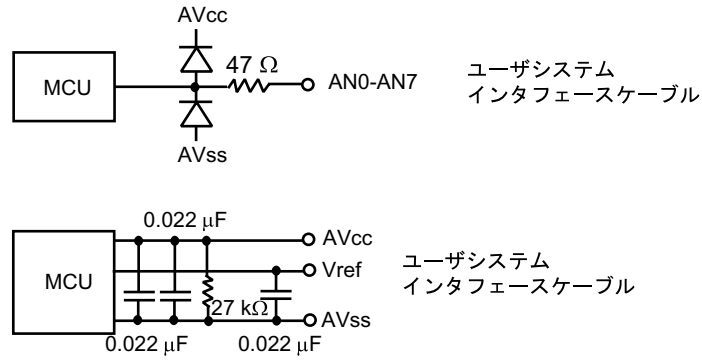 AVcc
MCU
47 Ω
AN0-AN7
AVss
ユーザシステム
インタフェースケーブル
0.022 μF
MCU
AVcc
Vref
27 kΩ
AVss
0.022 μF
0.022 μF
ユーザシステム
インタフェースケーブル